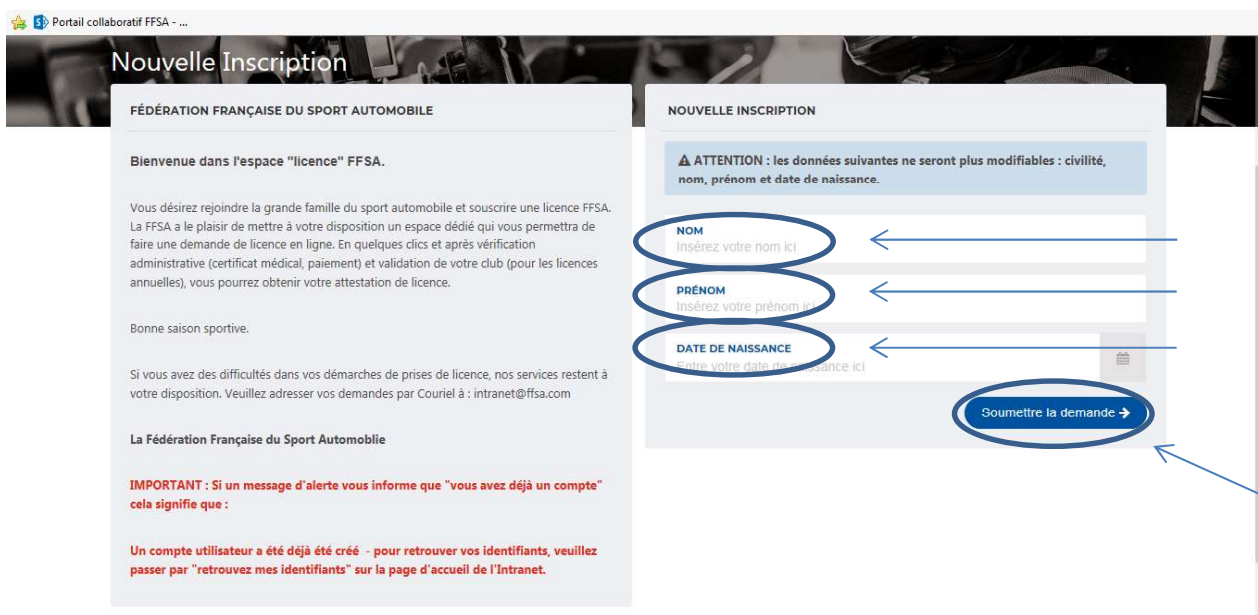 Portail collaboratif FFSA - ...
Nouvelle Inscription
FÉDÉRATION FRANÇAISE DU SPORT AUTOMOBILE
Bienvenue dans l'espace "licence" FFSA.
Vous désirez rejoindre la grande famille du sport automobile et souscrire une licence FFSA.
La FFSA a le plaisir de mettre à votre disposition un espace dédié qui vous permettra de
faire une demande de licence en ligne. En quelques clics et après vérification
administrative (certificat médical, paiement) et validation de votre club (pour les licences
annuelles), vous pourrez obtenir votre attestation de licence.
Bonne saison sportive.
Si vous avez des difficultés dans vos démarches de prises de licence, nos services restent à
votre disposition. Veuillez adresser vos demandes par Couriel à : intranet@ffsa.com
La Fédération Française du Sport Automoblie
IMPORTANT : Si un message d'alerte vous informe que "vous avez déjà un compte"
cela signifie que :
Un compte utilisateur a été déjà été créé - pour retrouver vos identifiants, veuillez
passer par "retrouvez mes identifiants" sur la page d'accueil de l'Intranet.
NOUVELLE INSCRIPTION
ATTENTION : les données suivantes ne seront plus modifiables : civilité,
nom, prénom et date de naissance.
NOM
Insérez votre nom ici
PRÉNOM
Insérez votre prénom ici
DATE DE NAISSANCE
Entre votre date de naissance ici
Soumettre la demande →